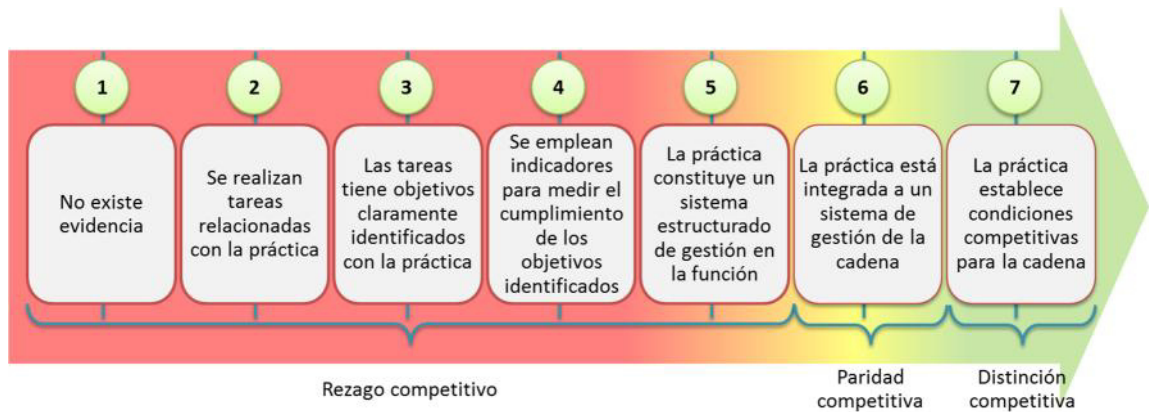 1
2
3
4
5
6
7
No existe
evidencia
Se realizan
tareas
relacionadas
con la práctica
Las tareas
tiene objetivos
claramente
identificados
con la práctica
Se emplean
indicadores
para medir el
cumplimiento
de los
objetivos
identificados
La práctica
constituye un
sistema
estructurado
de gestión en
la función
La práctica está
integrada a un
sistema de
gestión de la
cadena
La práctica
establece
condiciones
competitivas
para la cadena
Rezago competitivo
Paridad
competitiva
Distinción
competitiva